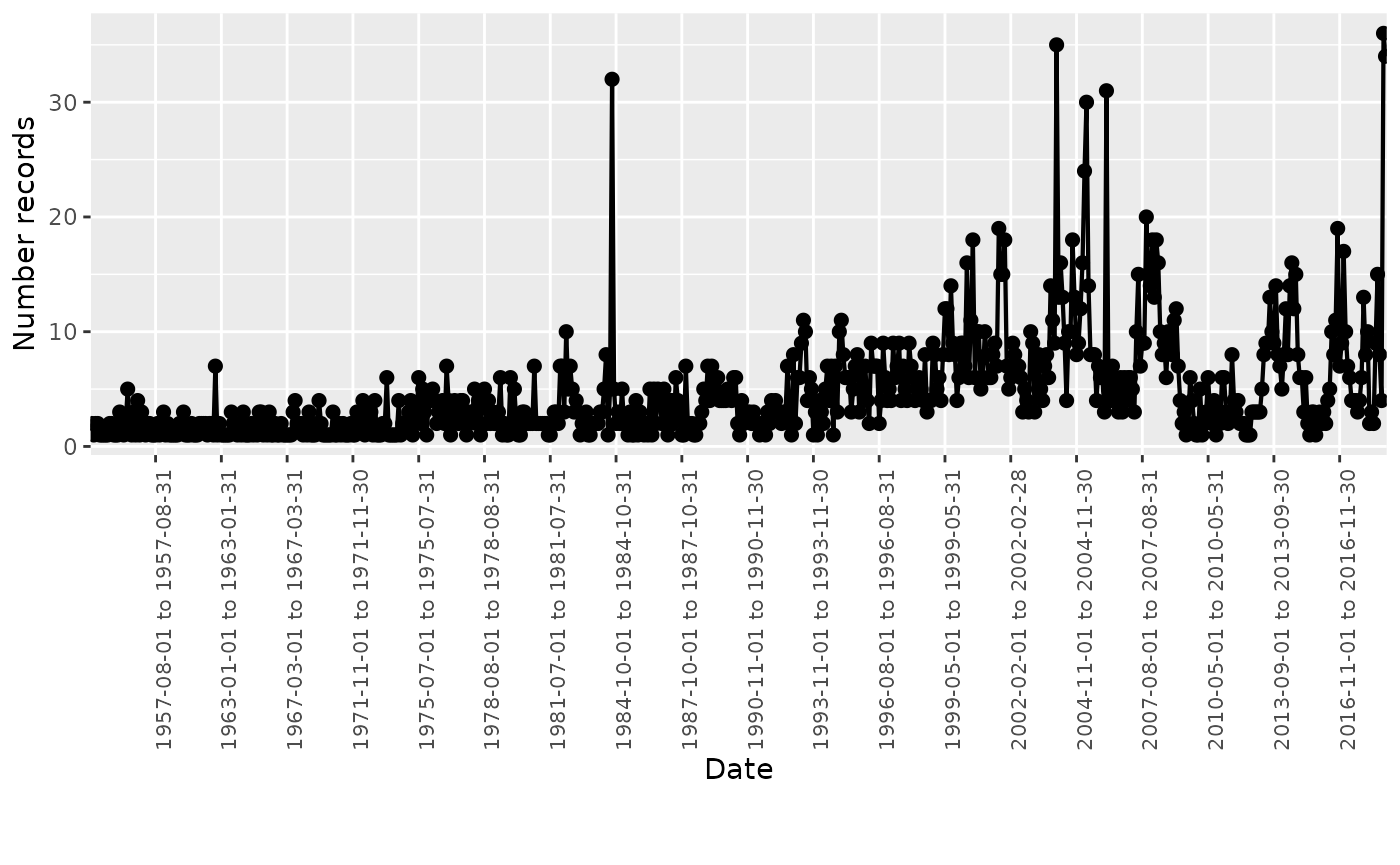 Number records
30
20
10
0
1957-08-01 to 1957-08-31
1963-01-01 to 1963-01-31
1967-03-01 to 1967-03-31
1971-11-01 to 1971-11-30
1975-07-01 to 1975-07-31
1978-08-01 to 1978-08-31
1981-07-01 to 1981-07-31
1984-10-01 to 1984-10-31
1987-10-01 to 1987-10-31
1990-11-01 to 1990-11-30
1993-11-01 to 1993-11-30
1996-08-01 to 1996-08-31
1999-05-01 to 1999-05-31
2002-02-01 to 2002-02-28
2004-11-01 to 2004-11-30
2007-08-01 to 2007-08-31
2010-05-01 to 2010-05-31
2013-09-01 to 2013-09-30
2016-11-01 to 2016-11-30
Date